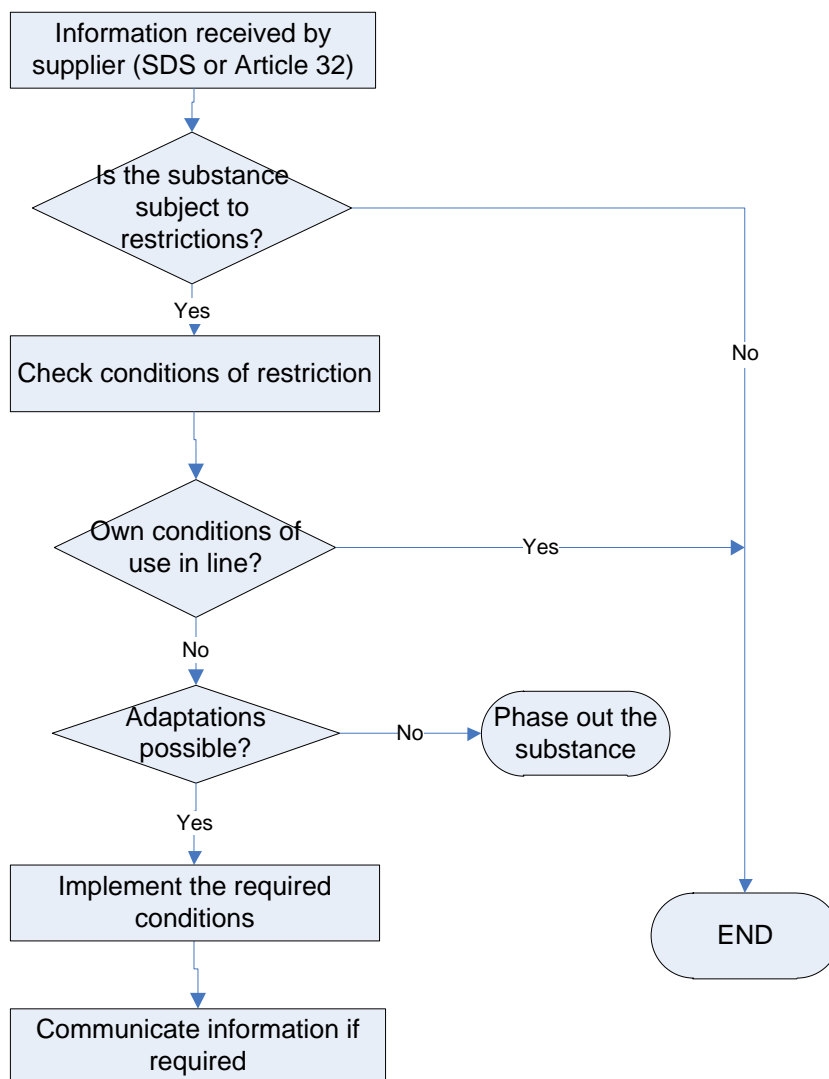 Information received by
supplier (SDS or Article 32)
Is the substance
subject to
restrictions?
Yes
No
Check conditions of restriction
Own conditions of
use in line?
Yes
No
Adaptations
possible?
No
Phase out the
substance
Yes
Implement the required
conditions
END
Communicate information if
required